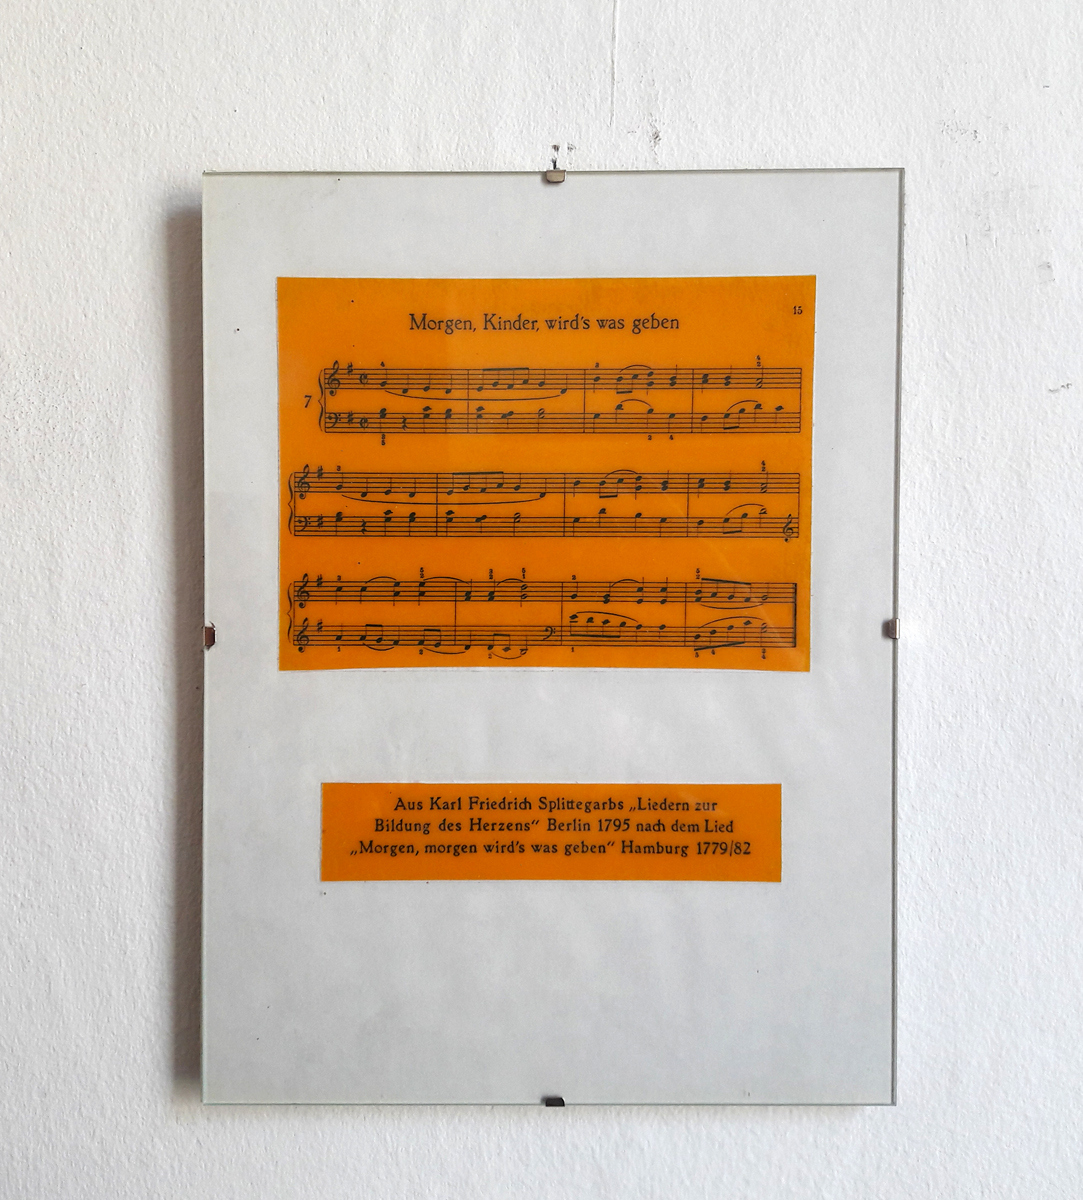 15
Morgen, Kinder, wird's was geben
7
Aus Karl Friedrich Splittegarbs „Liedern zur
Bildung des Herzens“ Berlin 1795 nach dem Lied
„Morgen, morgen wird's was geben“ Hamburg 1779/82